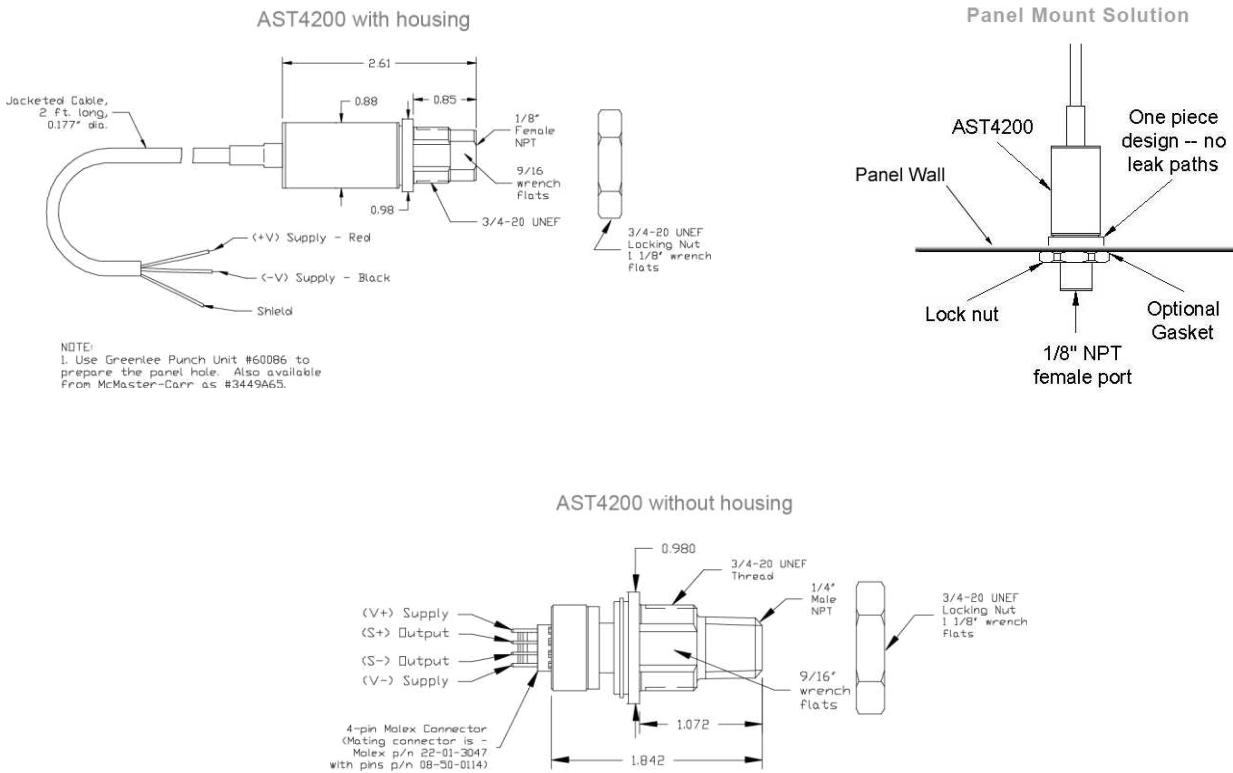 AST4200 with housing
2.61
0.88
0.85
Jacketed Cable,
2 ft. long,
0.177" dia.
1/8"
Female
NPT
9/16
wrench
flats
0.98
3/4-20 UNEF
3/4-20 UNEF
Locking Nut
1 1/8" wrench
flats
(+V) Supply - Red
(-V) Supply - Black
Shield
NOTE:
1. Use Greenlee Punch Unit #60086 to
prepare the panel hole. Also available
from McMaster-Carr as #3449A65.
Panel Mount Solution
AST4200
One piece
design -- no
leak paths
Panel Wall
Lock nut
Optional
Gasket
1/8" NPT
female port
AST4200 without housing
0.980
3/4-20 UNEF
Thread
1/4"
Male
NPT
3/4-20 UNEF
Locking Nut
1 1/8" wrench
flats
(V+) Supply
(S+) Output
(S-) Output
(V-) Supply
9/16"
wrench
flats
1.072
1.842
4-pin Molex Connector
(Mating connector is -
Molex p/n 22-01-3047
with pins p/n 08-50-0114)